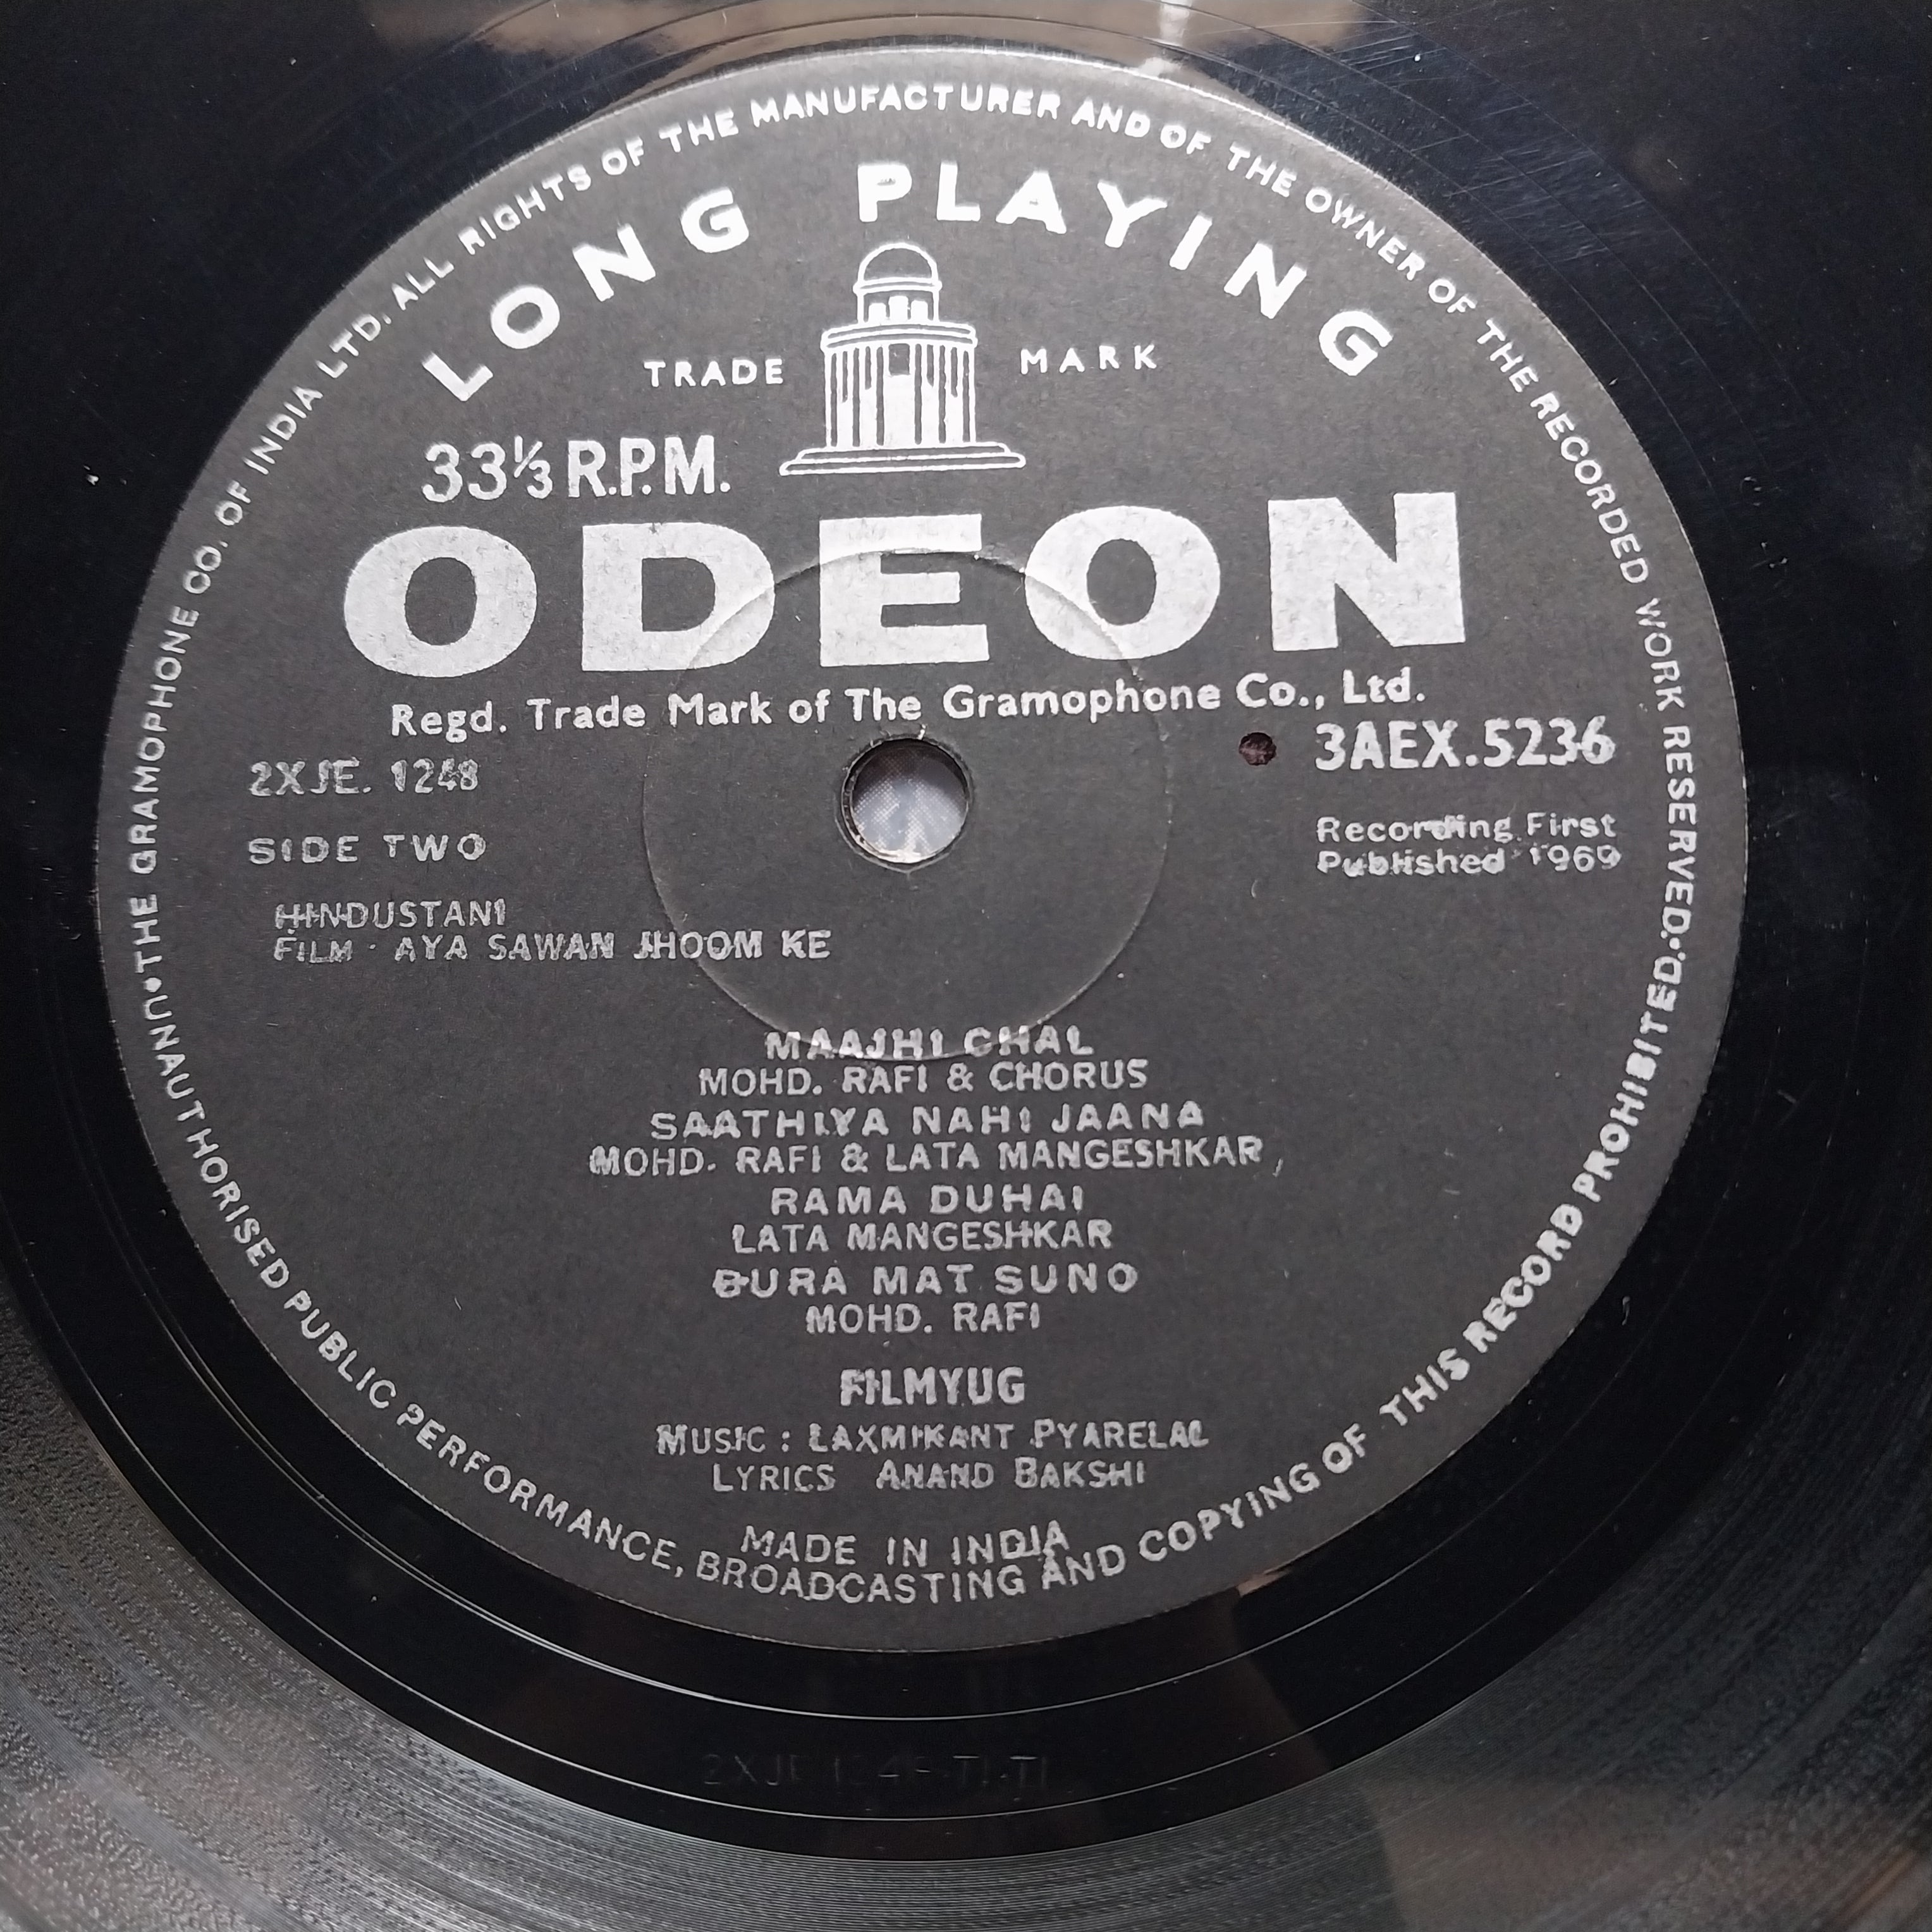 THE GRAMOPHONE CO. OF INDIA LTD. ALL RIGHTS OF THE MANUFACTURER AND OF THE OWNER OF THE RECORDED WORK RESERVED.
LONG PLAYING
TRADE MARK
33⅓ R.P.M.
ODEON
Regd. Trade Mark of The Gramophone Co., Ltd.
3AEX.5236
2XJE. 1248
Recording First
Published 1969
SIDE TWO
HINDUSTANI
FILM · AYA SAWAN JHOOM KE
MAAJHI CHAL
MOHD. RAFI & CHORUS
SAATHIYA NAHI JAANA
MOHD. RAFI & LATA MANGESHKAR,
RAMA DUHAI
LATA MANGESHKAR
BURA MAT SUNO
MOHD. RAFI
FILMYUG
MUSIC : LAXMIKANT PYARELAL
LYRICS ANAND BAKSHI
MADE IN INDIA
UNAUTHORISED PUBLIC PERFORMANCE, BROADCASTING AND COPYING OF THIS RECORD PROHIBITED.